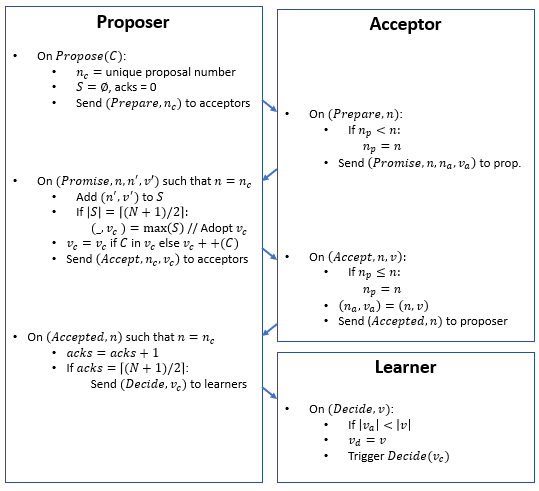 Proposer
• On Propose(C):
• n_c = unique proposal number
• S = Ø, acks = 0
• Send (Prepare, n_c) to acceptors
• On (Promise, n, n′, v′) such that n = n_c
• Add (n′, v′) to S
• If |S| = ⌈(N + 1)/2⌉:
(_, v_c) = max(S) // Adopt v_c
• v_c = v_c if C in v_c else v_c ++(C)
• Send (Accept, n_c, v_c) to acceptors
• On (Accepted, n) such that n = n_c
• acks = acks + 1
• If acks = ⌈(N + 1)/2⌉:
Send (Decide, v_c) to learners
Acceptor
• On (Prepare, n):
• If n_p < n:
n_p = n
• Send (Promise, n, n_a, v_a) to prop.
• On (Accept, n, v):
• If n_p ≤ n:
n_p = n
• (n_a, v_a) = (n, v)
• Send (Accepted, n) to proposer
Learner
• On (Decide, v):
• If |v_a| < |v|
• v_d = v
• Trigger Decide(v_c)